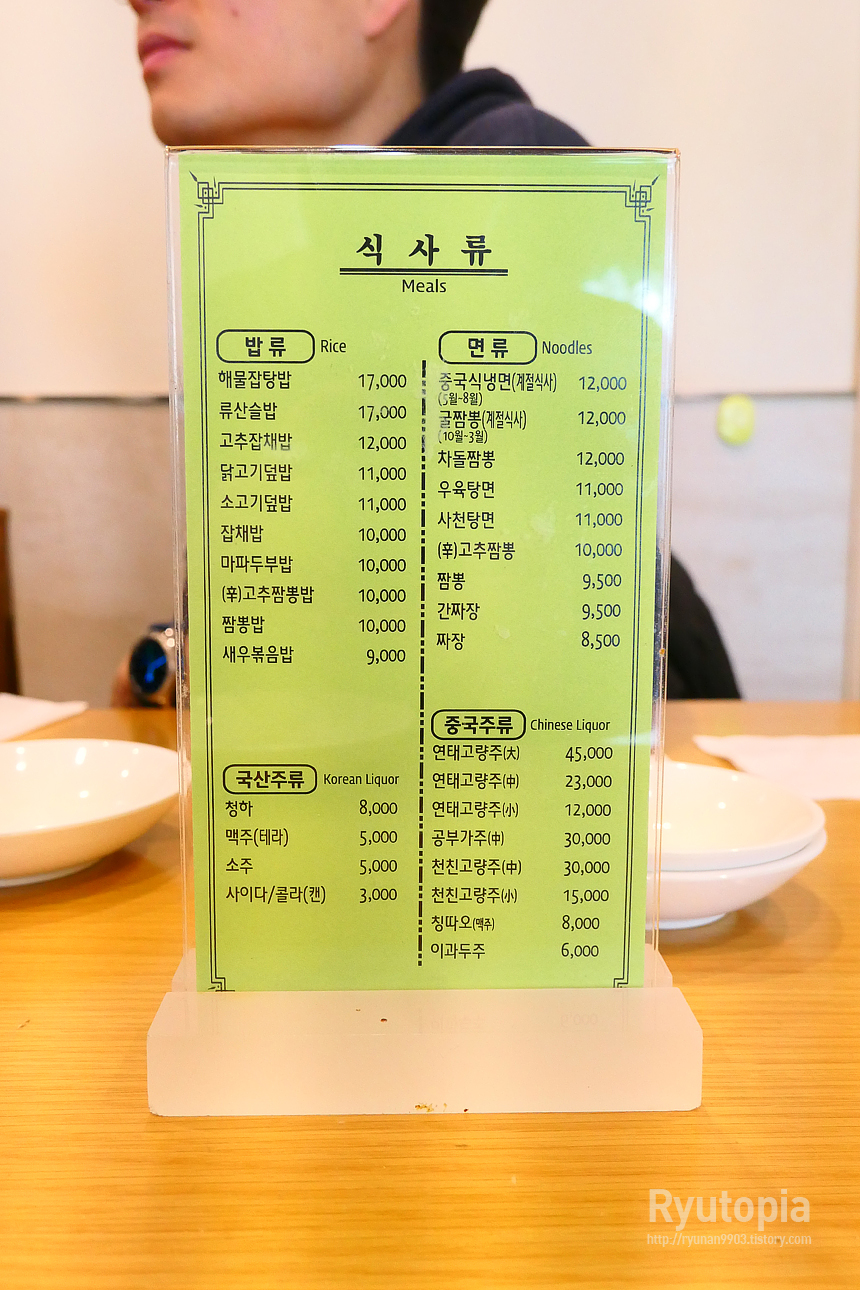 식사류
Meals
밥류 Rice
해물잡탕밥 17,000
류산슬밥 17,000
고추잡채밥 12,000
닭고기덮밥 11,000
소고기덮밥 11,000
잡채밥 10,000
마파두부밥 10,000
(辛)고추짬뽕밥 10,000
짬뽕밥 10,000
새우볶음밥 9,000
국산주류 Korean Liquor
청하 8,000
맥주(테라) 5,000
소주 5,000
사이다/콜라(캔) 3,000
면류 Noodles
중국식냉면(계절식사) 12,000
(5월~8월)
굴짬뽕(계절식사) 12,000
(10월~3월)
차돌짬뽕 12,000
우육탕면 11,000
사천탕면 11,000
(辛)고추짬뽕 10,000
짬뽕 9,500
간짜장 9,500
짜장 8,500
중국주류 Chinese Liquor
연태고량주(大) 45,000
연태고량주(中) 23,000
연태고량주(小) 12,000
공부가주(中) 30,000
천친고량주(中) 30,000
천친고량주(小) 15,000
칭따오(맥주) 8,000
이과두주 6,000
Ryutopia
http://ryunan9903.tistory.com